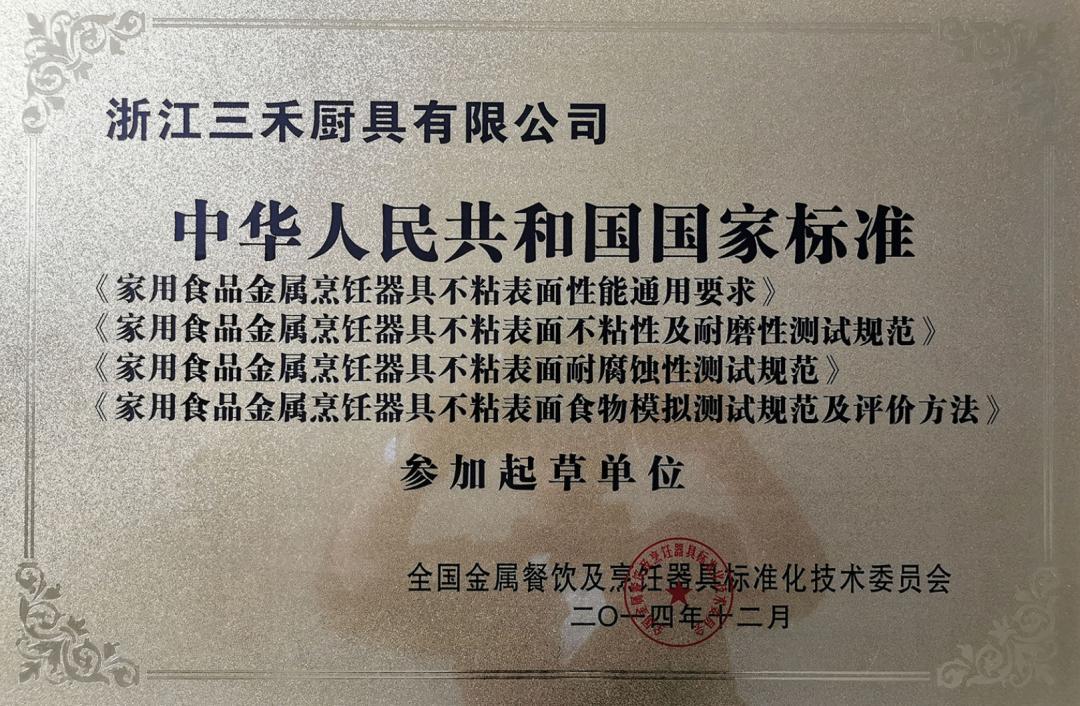 浙江三禾厨具有限公司
中华人民共和国国家标准
《家用食品金属烹饪器具不粘表面性能通用要求》
《家用食品金属烹饪器具不粘表面不粘性及耐磨性测试规范》
《家用食品金属烹饪器具不粘表面耐腐蚀性测试规范》
《家用食品金属烹饪器具不粘表面食物模拟测试规范及评价方法》
参加起草单位
全国金属餐饮及烹饪器具标准化技术委员会
二〇一四年十二月